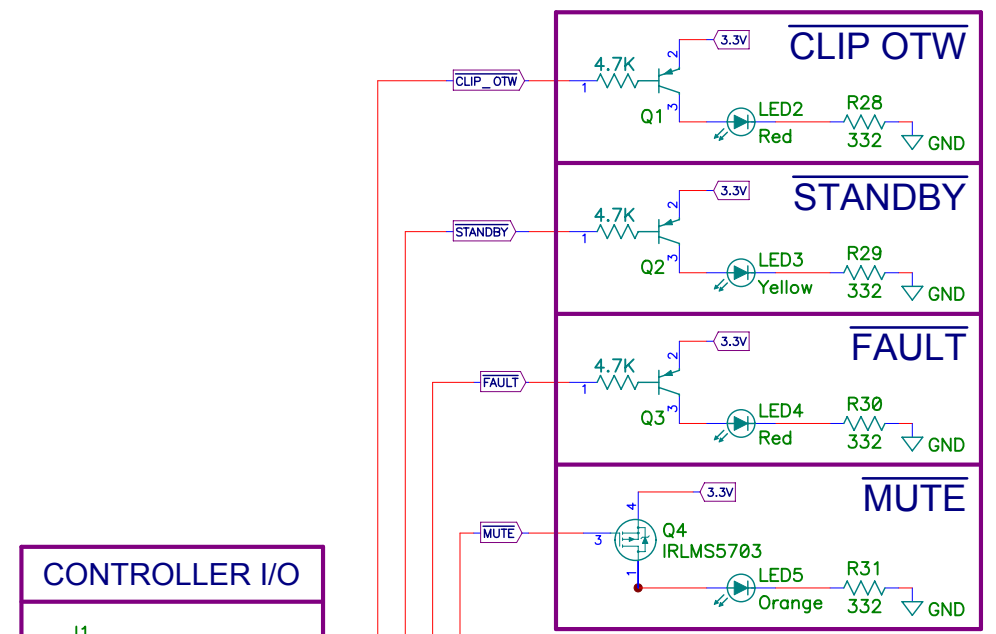 CLIP OTW
3.3V
4.7K
CLIP_OTW
1
2
3
Q1
LED2
Red
R28
332
GND
STANDBY
3.3V
4.7K
STANDBY
1
2
3
Q2
LED3
Yellow
R29
332
GND
FAULT
3.3V
4.7K
FAULT
1
2
3
Q3
LED4
Red
R30
332
GND
MUTE
3.3V
4
MUTE
3
Q4
IRLMS5703
1
LED5
Orange
R31
332
GND
CONTROLLER I/O
J1